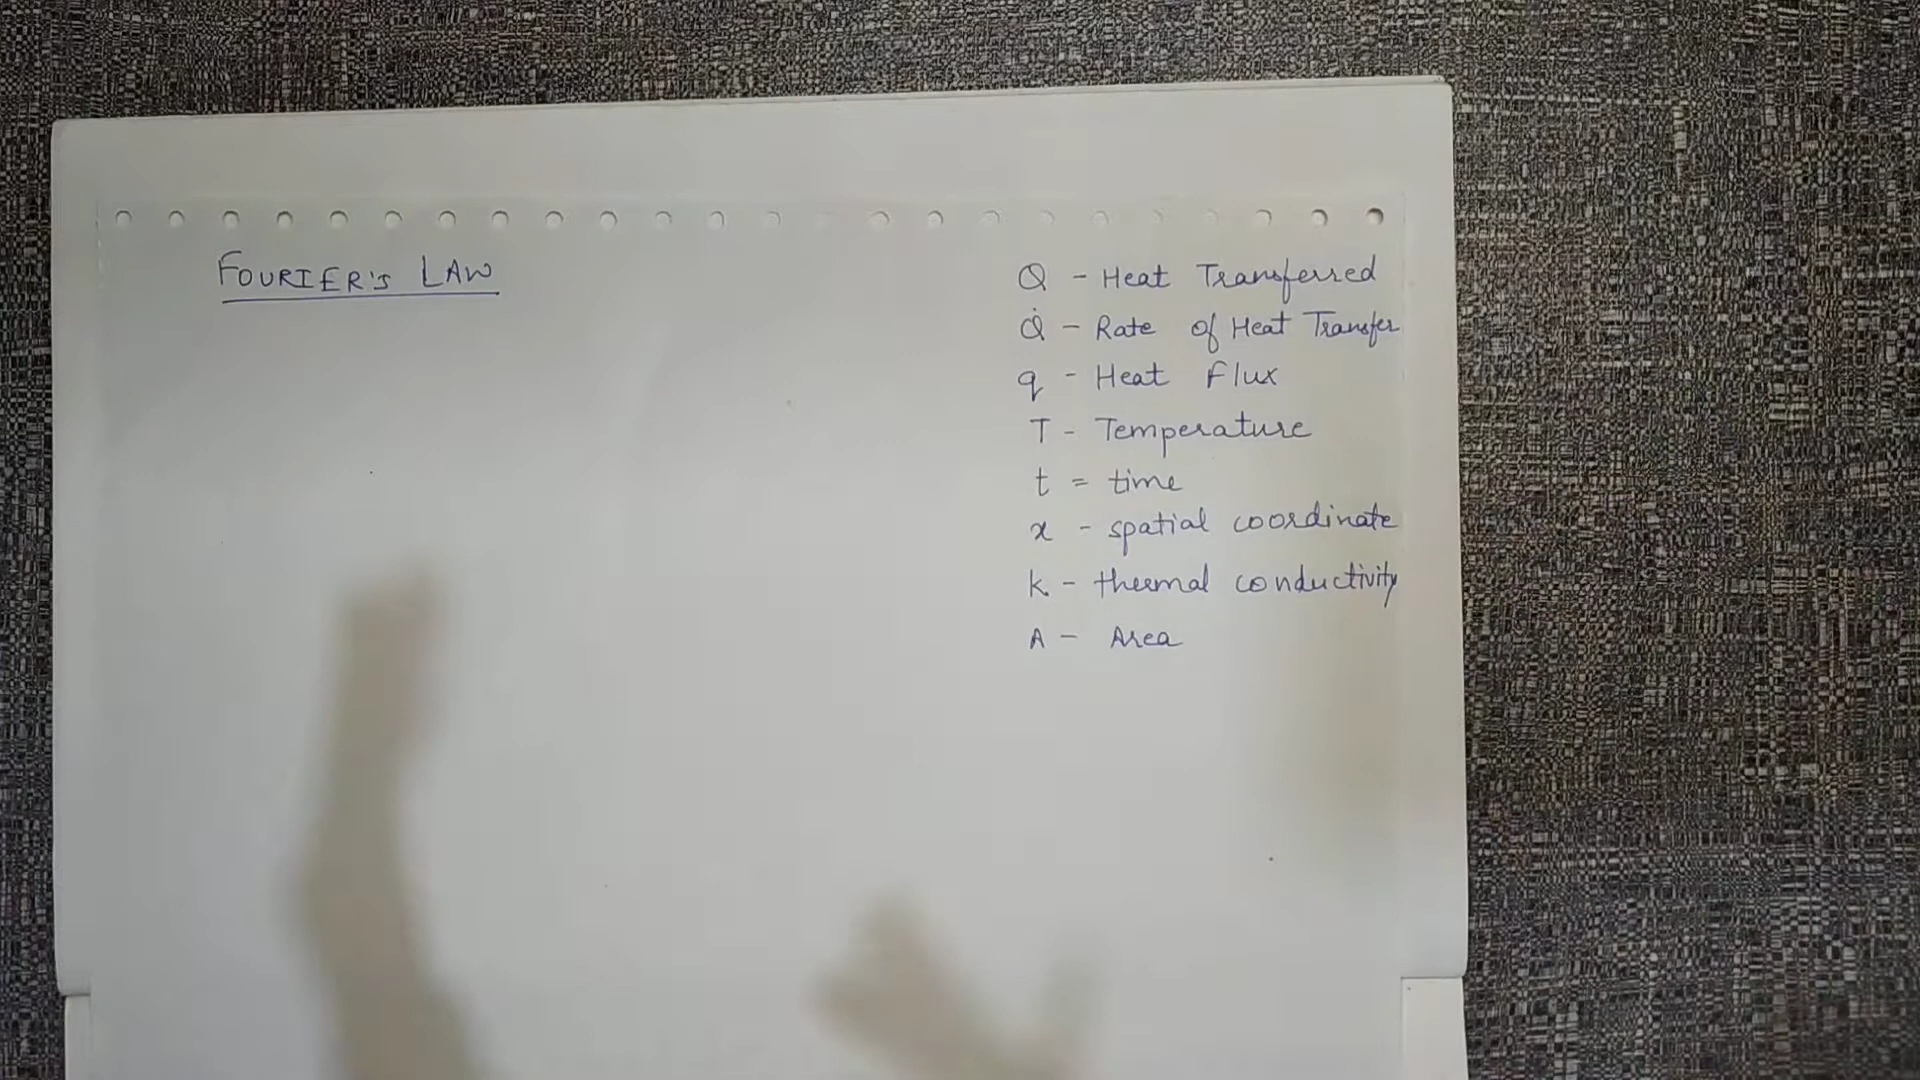 FOURIER'S LAW
Q - Heat Transferred
Q̇ - Rate of Heat Transfer
q - Heat Flux
T - Temperature
t = time
x - spatial coordinate
k - thermal conductivity
A - Area